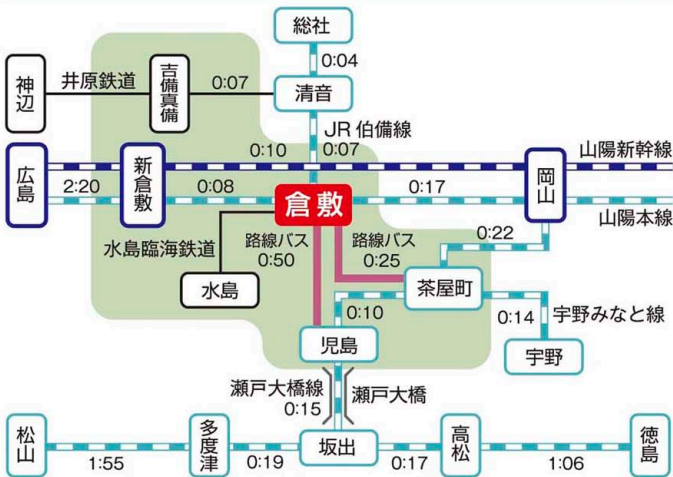 総社
0:04
神辺
井原鉄道
吉備真備
0:07
清音
JR伯備線
0:10
0:07
山陽新幹線
広島
2:20
新倉敷
0:08
倉敷
0:17
岡山
山陽本線
水島臨海鉄道
路線バス
0:50
路線バス
0:25
0:22
水島
茶屋町
0:10
0:14
宇野みなと線
児島
宇野
瀬戸大橋線
0:15
瀬戸大橋
松山
1:55
多度津
0:19
坂出
0:17
高松
1:06
徳島